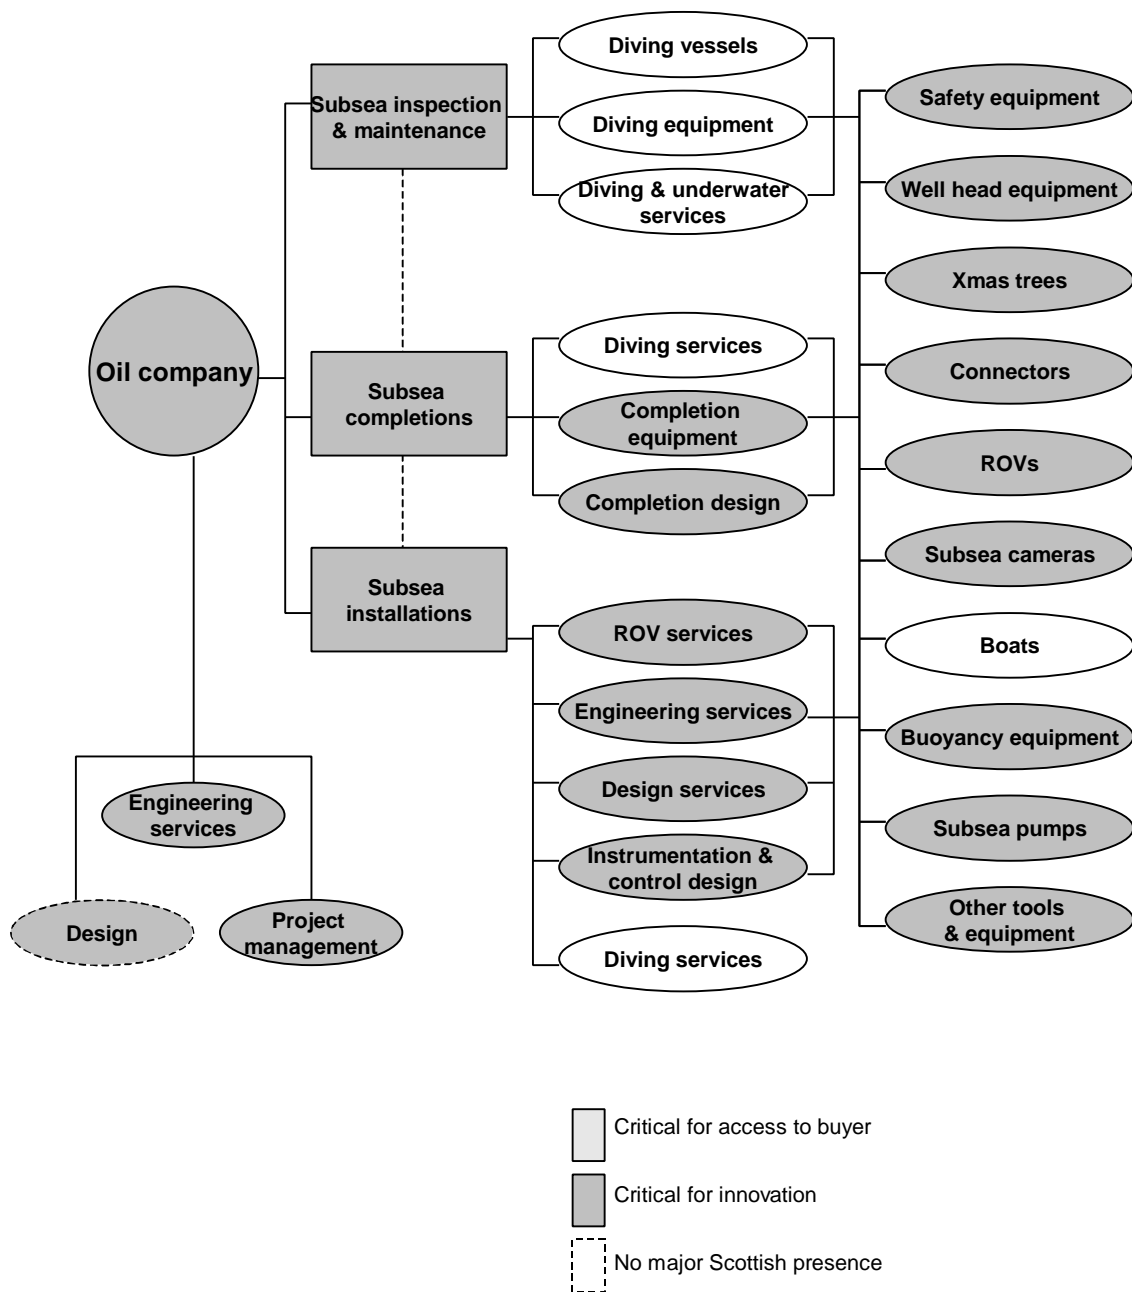 Oil company
Subsea inspection
& maintenance
Subsea
completions
Subsea
installations
Engineering
services
Design
Project
management
Diving vessels
Diving equipment
Diving & underwater
services
Diving services
Completion
equipment
Completion design
ROV services
Engineering services
Design services
Instrumentation &
control design
Diving services
Safety equipment
Well head equipment
Xmas trees
Connectors
ROVs
Subsea cameras
Boats
Buoyancy equipment
Subsea pumps
Other tools
& equipment
Critical for access to buyer
Critical for innovation
No major Scottish presence